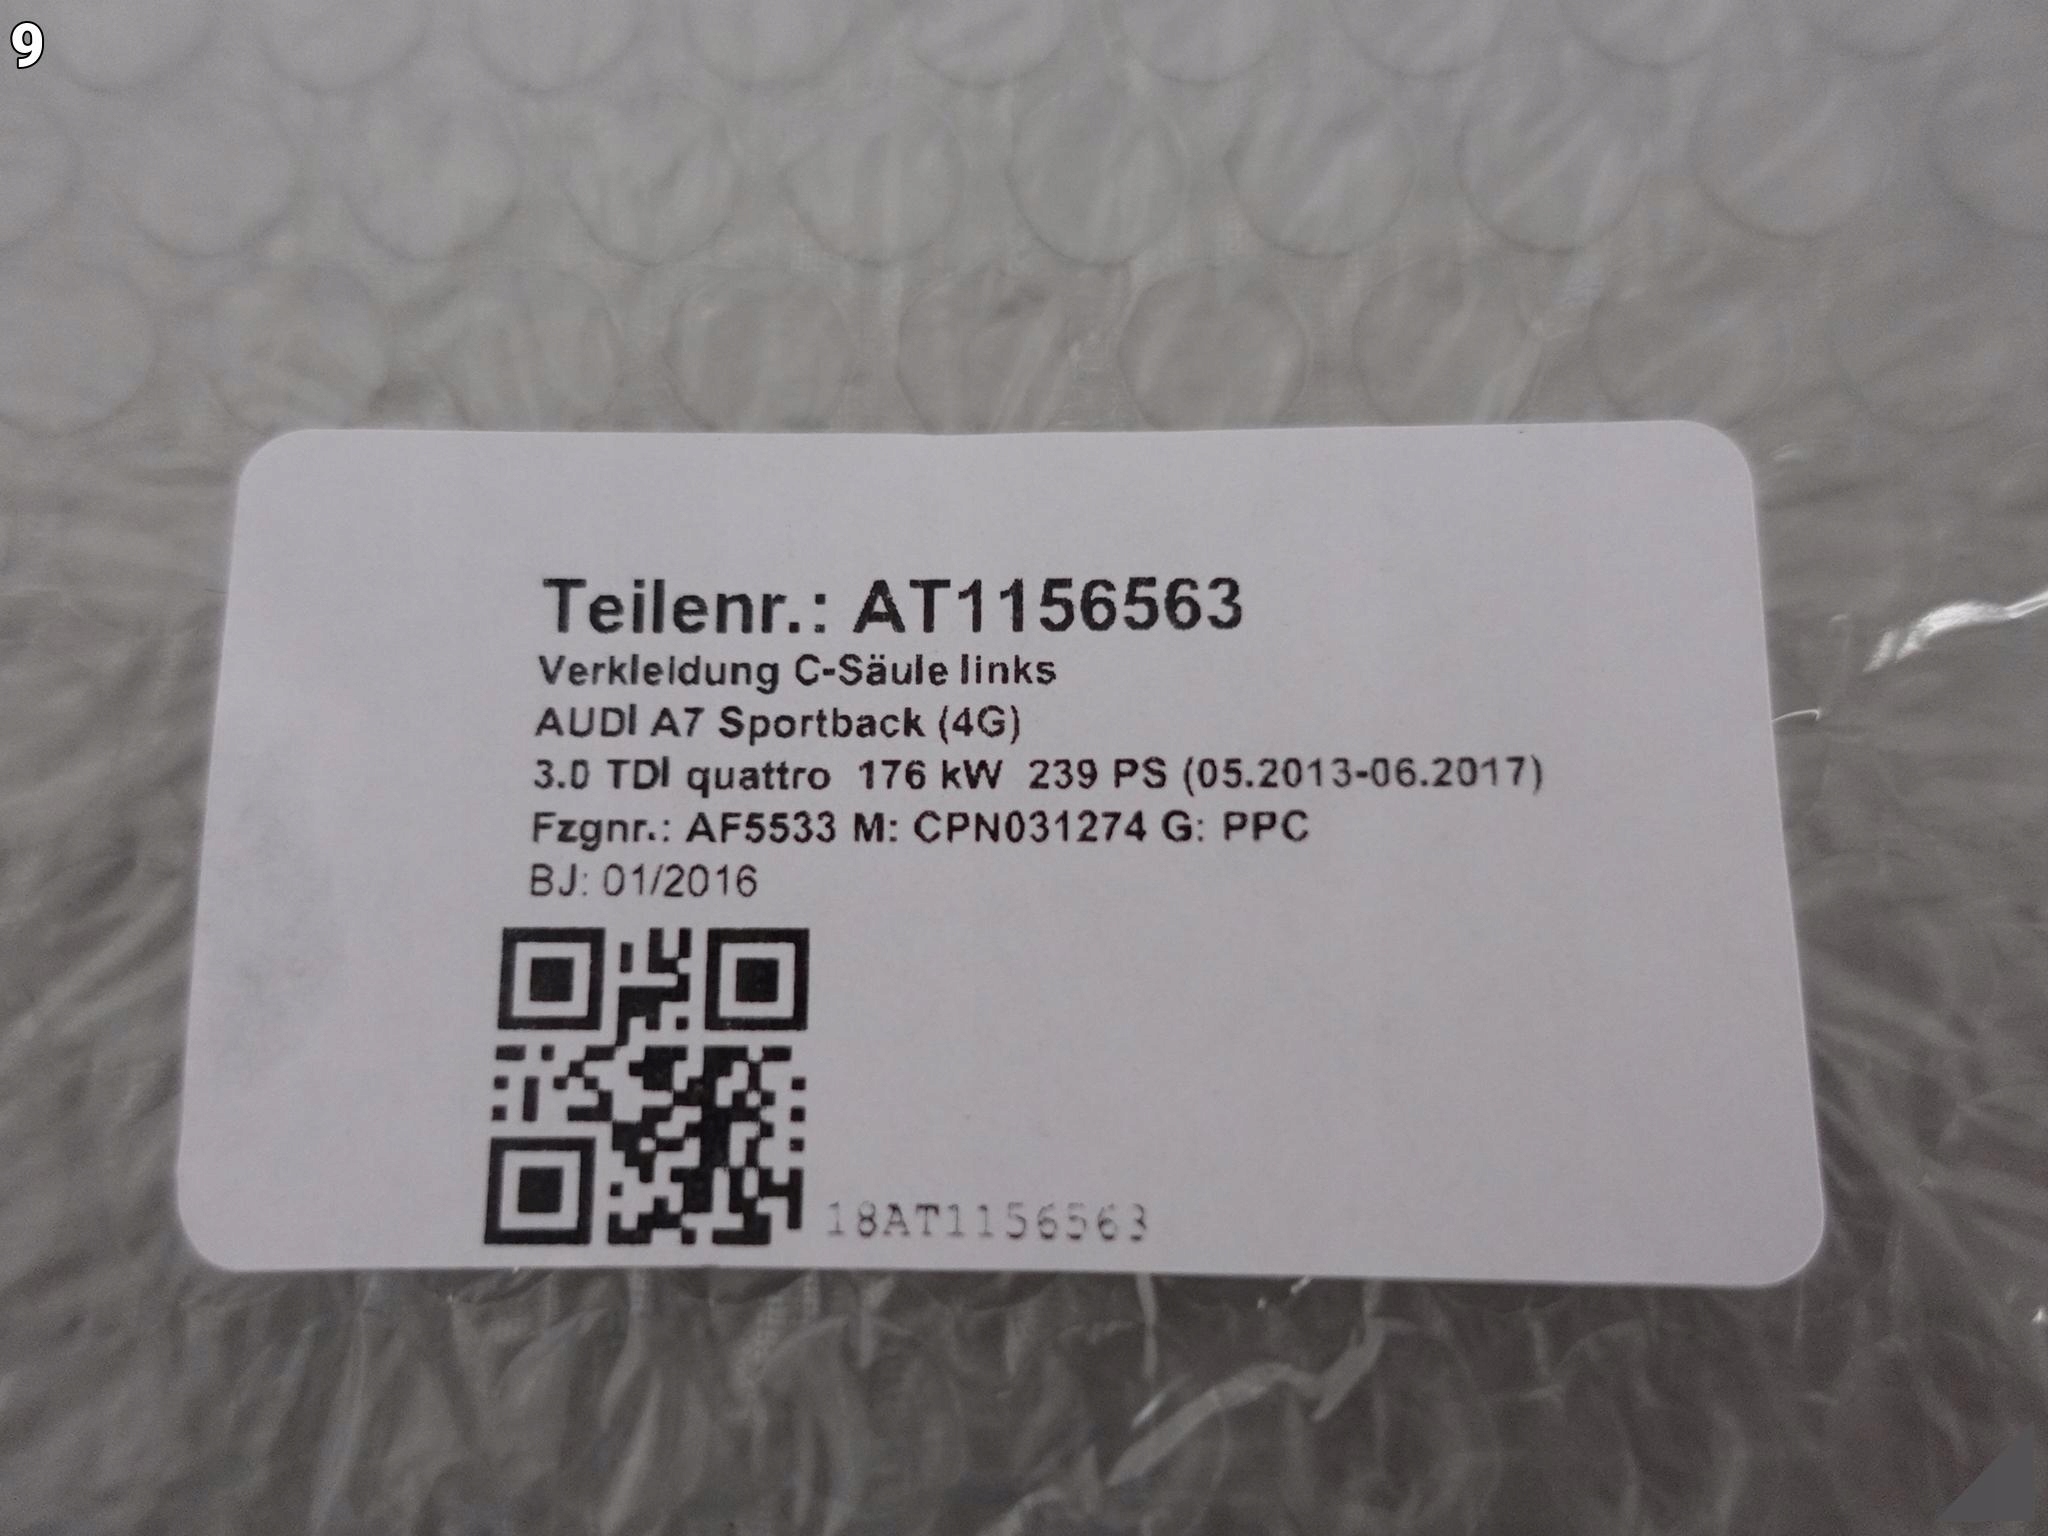 9
Teilenr.: AT1156563
Verkleidung C-Säule links
AUDI A7 Sportback (4G)
3.0 TDI quattro 176 kW 239 PS (05.2013-06.2017)
Fzgnr.: AF5533 M: CPN031274 G: PPC
BJ: 01/2016
18AT1156563